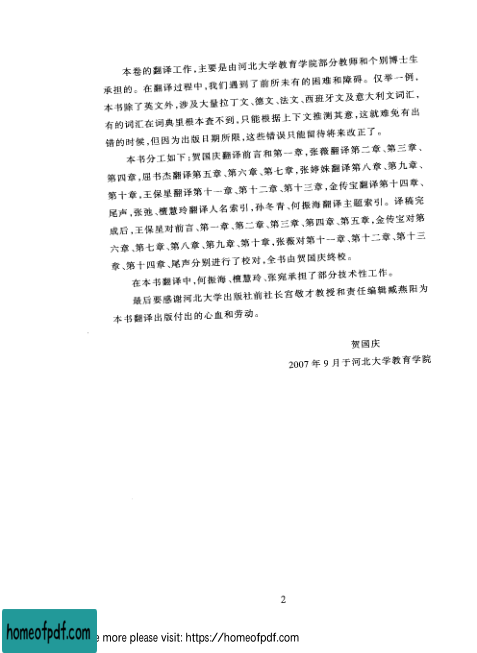 本卷的翻译工作,主要是由河北大学教育学院部分教师和个别博士生
承担的。在翻译过程中,我们遇到了前所未有的困难和障碍。仅举一例,
本书除了英文外,涉及大量拉丁文、德文、法文、西班牙文及意大利文词汇,
有的词汇在词典里根本查不到,只能根据上下文推测其意,这就难免有出
错的时候,但因为出版日期所限,这些错误只能留待将来改正了。
本书分工如下:贺国庆翻译前言和第一章,张薇翻译第二章、第三章、
第四章,屈书杰翻译第五章、第六章、第七章,张婷姝翻译第八章、第九章、
第十章,王保星翻译第十一章、第十二章、第十三章,金传宝翻译第十四章、
尾声,张弛、檀慧玲翻译人名索引,孙冬青、何振海翻译主题索引。译稿完
成后,王保星对前言、第一章、第二章、第三章、第四章、第五章,金传宝对第
六章、第七章、第八章、第九章、第十章,张薇对第十一章、第十二章、第十三
章、第十四章、尾声分别进行了校对,全书由贺国庆终校。
在本书翻译中,何振海、檀慧玲、张宛承担了部分技术性工作。
最后要感谢河北大学出版社前社长宫敬才教授和责任编辑臧燕阳为
本书翻译出版付出的心血和劳动。
贺国庆
2007年9月于河北大学教育学院
2
homeofpdf.com
more please visit: https://homeofpdf.com